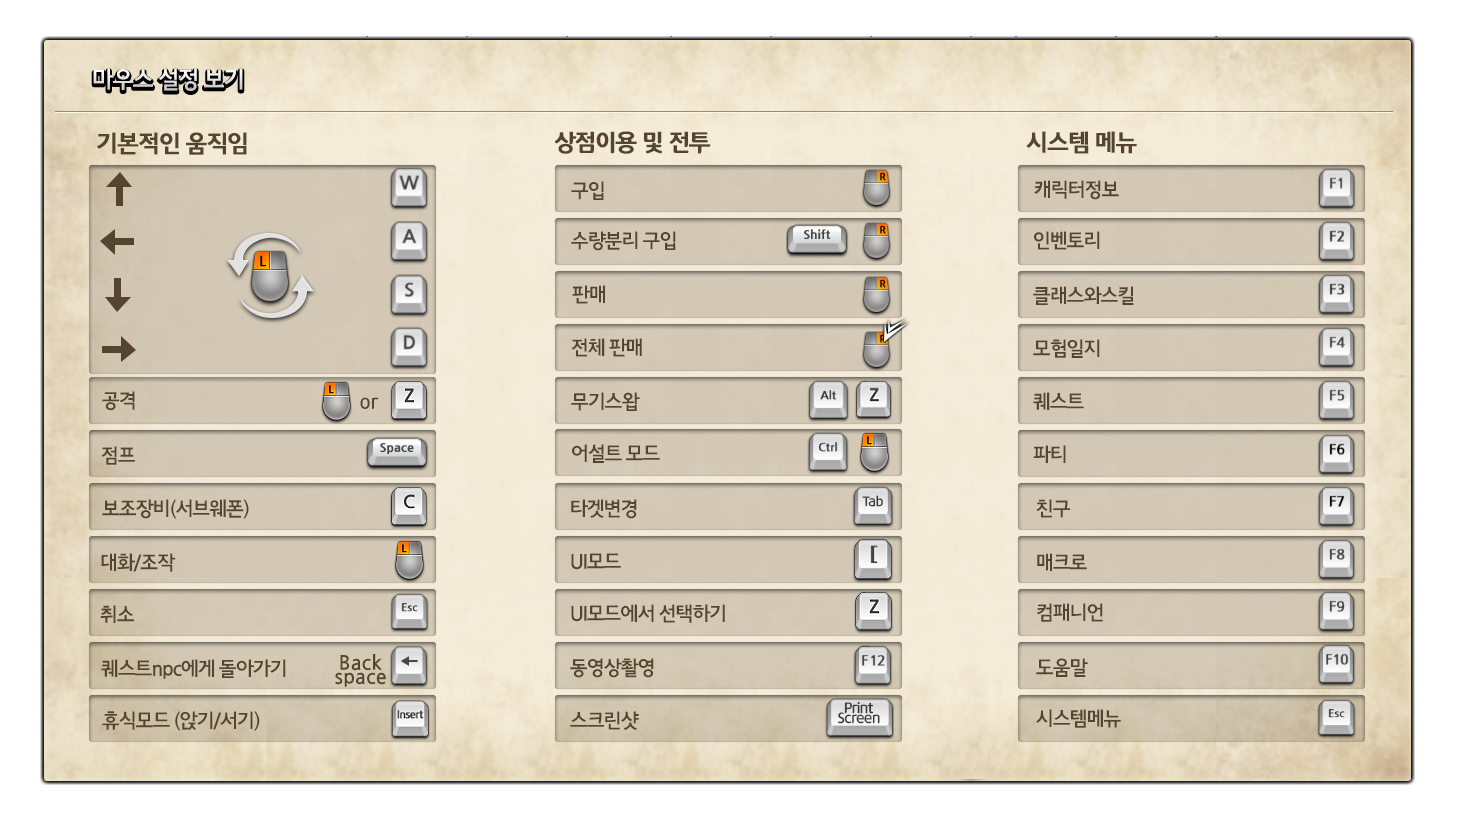 마우스 설정 보기
기본적인 움직임
W
A
L
S
D
공격 L or Z
점프 Space
보조장비(서브웨폰) C
대화/조작 L
취소 Esc
퀘스트npc에게 돌아가기 Back space ←
휴식모드 (앉기/서기) Insert
상점이용 및 전투
구입 R
수량분리 구입 Shift R
판매 R
전체 판매
무기스왑 Alt Z
어설트 모드 Ctrl L
타겟변경 Tab
UI모드 [
UI모드에서 선택하기 Z
동영상촬영 F12
스크린샷 Print Screen
시스템 메뉴
캐릭터정보 F1
인벤토리 F2
클래스와스킬 F3
모험일지 F4
퀘스트 F5
파티 F6
친구 F7
매크로 F8
컴패니언 F9
도움말 F10
시스템메뉴 Esc